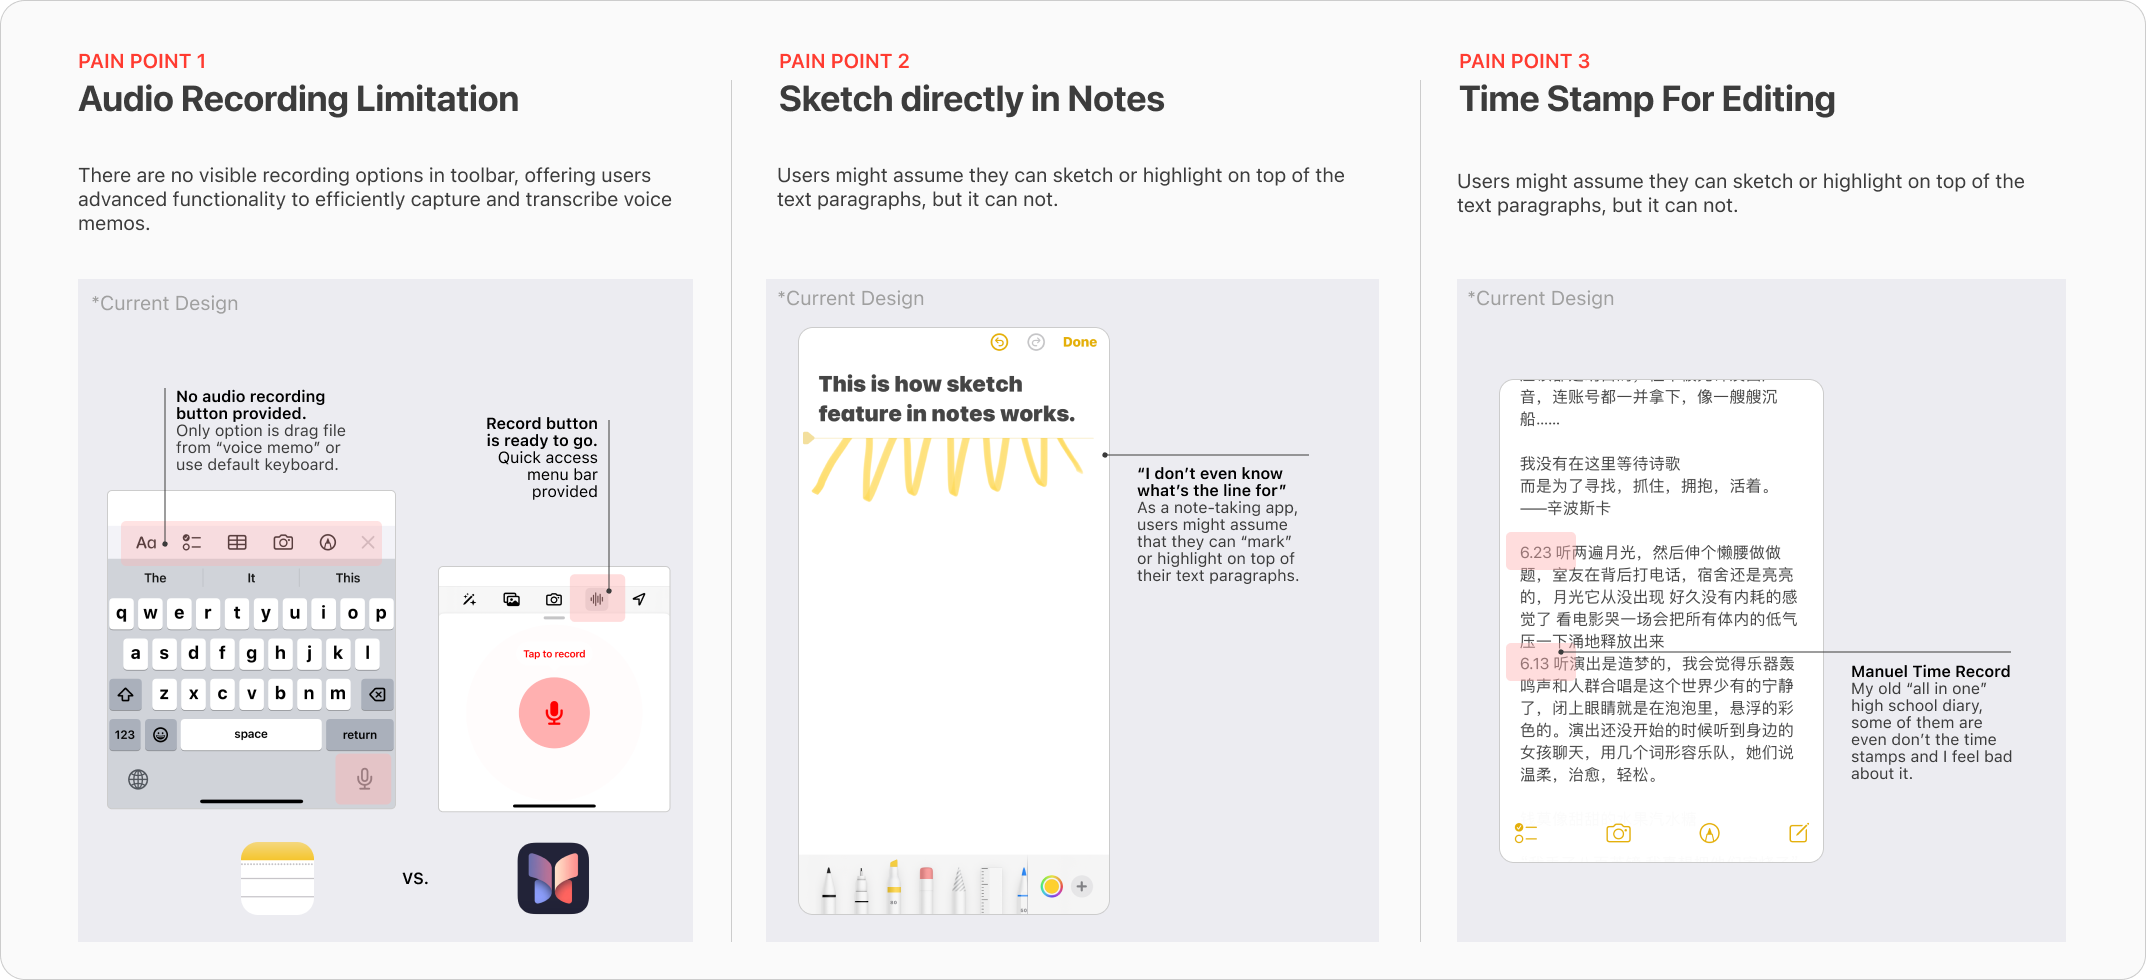 PAIN POINT 1
Audio Recording Limitation
There are no visible recording options in toolbar, offering users
advanced functionality to efficiently capture and transcribe voice
memos.
*Current Design
No audio recording
button provided.
Only option is drag file
from “voice memo” or
use default keyboard.
Record button
is ready to go.
Quick access
menu bar
provided
Aa
The It This
q w e r t y u i o p
a s d f g h j k l
z x c v b n m
123 space return
Tap to record
vs.
PAIN POINT 2
Sketch directly in Notes
Users might assume they can sketch or highlight on top of the
text paragraphs, but it can not.
*Current Design
Done
This is how sketch
feature in notes works.
“I don’t even know
what’s the line for”
As a note-taking app,
users might assume
that they can “mark”
or highlight on top of
their text paragraphs.
PAIN POINT 3
Time Stamp For Editing
Users might assume they can sketch or highlight on top of the
text paragraphs, but it can not.
*Current Design
音，连账号都一并拿下，像一艘艘沉
船……
我没有在这里等待诗歌
而是为了寻找，抓住，拥抱，活着。
——辛波斯卡
6.23 听两遍月光，然后伸个懒腰做做
题，室友在背后打电话，宿舍还是亮亮
的，月光它从没出现 好久没有内耗的感
觉了 看电影哭一场会把所有体内的低气
压一下涌地释放出来
6.13 听演出是造梦的，我会觉得乐器轰
鸣声和人群合唱是这个世界少有的宁静
了，闭上眼睛就是在泡泡里，悬浮的彩
色的。演出还没开始的时候听到身边的
女孩聊天，用几个词形容乐队，她们说
温柔，治愈，轻松。
Manuel Time Record
My old “all in one”
high school diary,
some of them are
even don’t the time
stamps and I feel bad
about it.